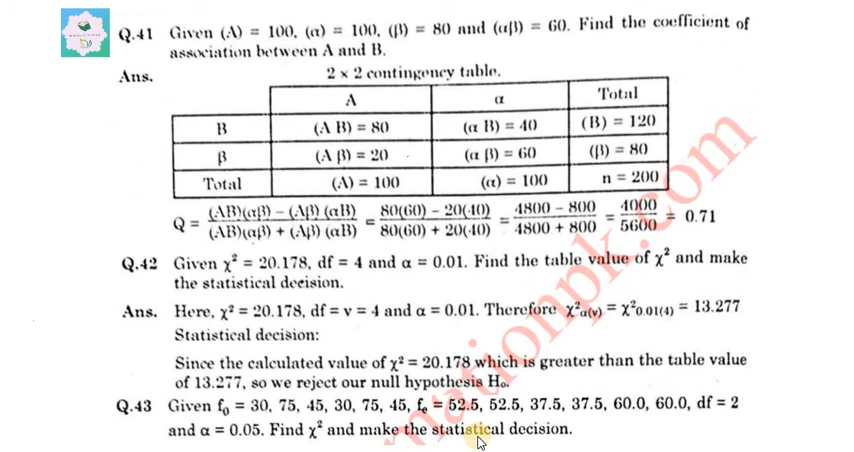 Q.41 Given (A) = 100, (α) = 100, (β) = 80 and (αβ) = 60. Find the coefficient of
association between A and B.
Ans. 2 × 2 contingency table.
A α Total
B (A B) = 80 (α B) = 40 (B) = 120
β (A β) = 20 (α β) = 60 (β) = 80
Total (A) = 100 (α) = 100 n = 200
Q = (AB)(αβ) – (Aβ) (αB) / (AB)(αβ) + (Aβ) (αB) = 80(60) – 20(40) / 80(60) + 20(40) = 4800 – 800 / 4800 + 800 = 4000 / 5600 = 0.71
Q.42 Given χ² = 20.178, df = 4 and α = 0.01. Find the table value of χ² and make
the statistical decision.
Ans. Here, χ² = 20.178, df = v = 4 and α = 0.01. Therefore χ²α(v) = χ²0.01(4) = 13.277
Statistical decision:
Since the calculated value of χ² = 20.178 which is greater than the table value
of 13.277, so we reject our null hypothesis H₀.
Q.43 Given f₀ = 30, 75, 45, 30, 75, 45, fₑ = 52.5, 52.5, 37.5, 37.5, 60.0, 60.0, df = 2
and α = 0.05. Find χ² and make the statistical decision.
mationpk.com